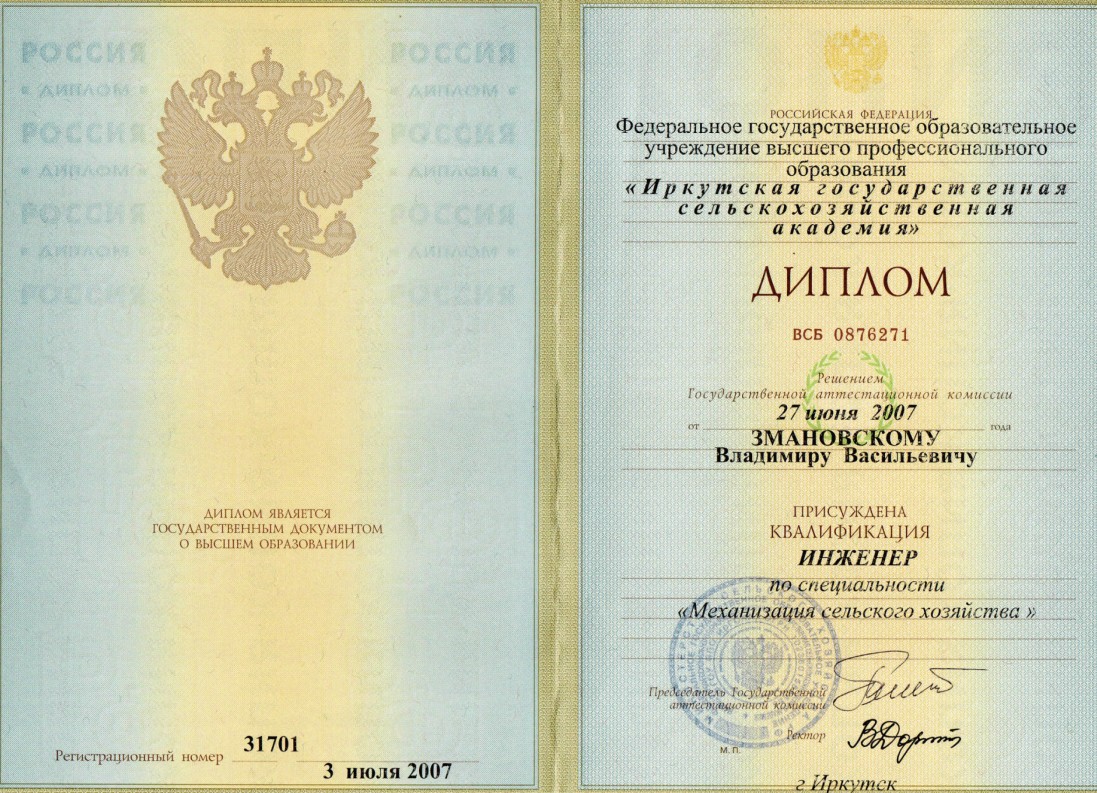 РОССИЯ РОССИЯ
ДИПЛОМ ДИПЛОМ
РОССИЯ РОССИЯ
ДИПЛОМ ДИПЛОМ
РОССИЯ РОССИЯ
ДИПЛОМ ДИПЛОМ
РОССИЯ РОССИЯ
ДИПЛОМ ЯВЛЯЕТСЯ
ГОСУДАРСТВЕННЫМ ДОКУМЕНТОМ
О ВЫСШЕМ ОБРАЗОВАНИИ
Регистрационный номер 31701
3 июля 2007
РОССИЙСКАЯ ФЕДЕРАЦИЯ
Федеральное государственное образовательное
учреждение высшего профессионального
образования
«Иркутская государственная
сельскохозяйственная
академия»
ДИПЛОМ
ВСБ 0876271
Решением
Государственной аттестационной комиссии
от 27 июня 2007 года
ЗМАНОВСКОМУ
Владимиру Васильевичу
ПРИСУЖДЕНА
КВАЛИФИКАЦИЯ
ИНЖЕНЕР
по специальности
«Механизация сельского хозяйства »
Председатель Государственной
аттестационной комиссии
Ректор
М.П.
г Иркутск